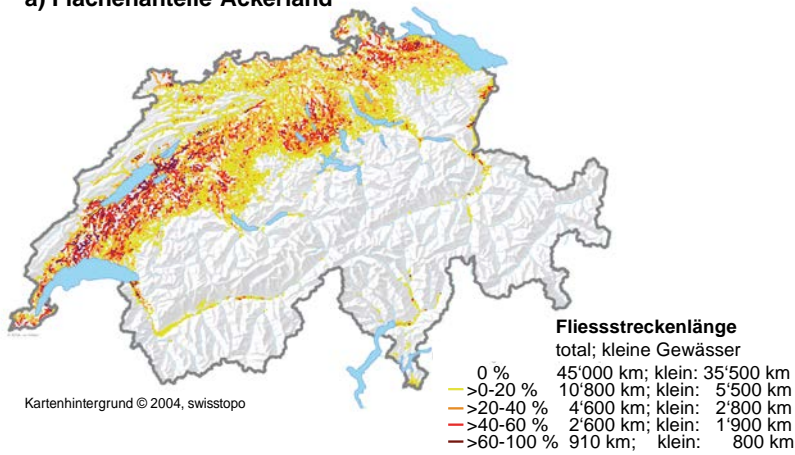 a) Flächenanteile Ackerland
Kartenhintergrund © 2004, swisstopo
Fliessstreckenlänge
total; kleine Gewässer
0 % 45'000 km; klein: 35'500 km
>0-20 % 10'800 km; klein: 5'500 km
>20-40 % 4'600 km; klein: 2'800 km
>40-60 % 2'600 km; klein: 1'900 km
>60-100 % 910 km; klein: 800 km